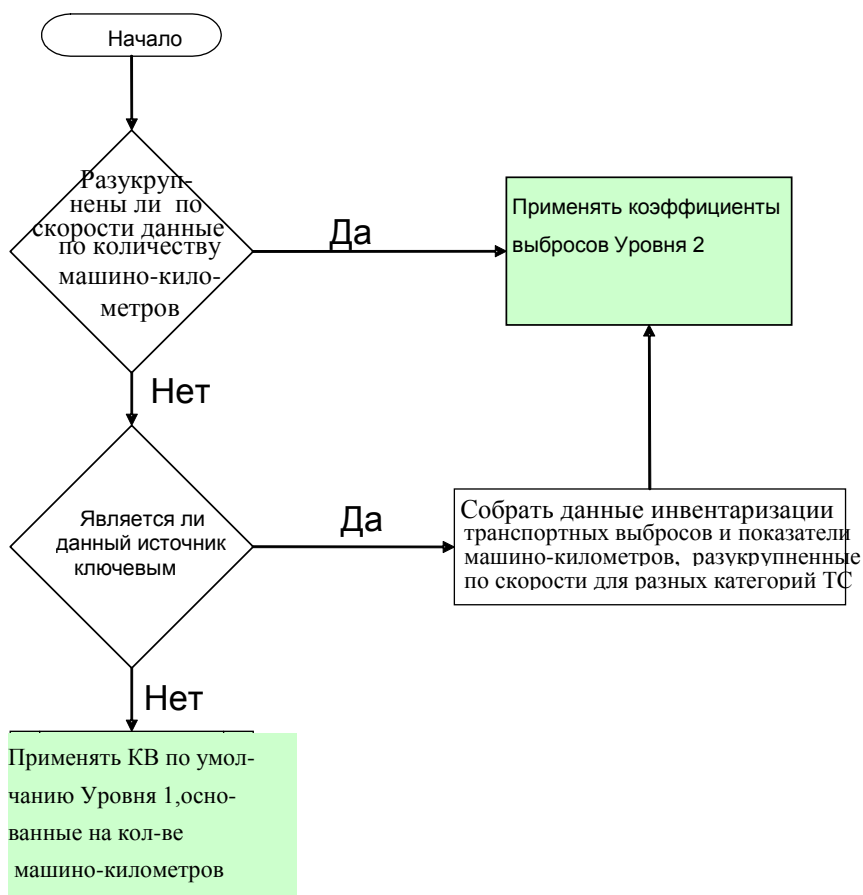 Начало
Разукруп-
нены ли по
скорости данные
по количеству
машино-кило-
метров
Да
Применять коэффициенты
выбросов Уровня 2
Нет
Является ли
данный источник
ключевым
Да
Собрать данные инвентаризации
транспортных выбросов и показатели
машино-километров, разукрупненные
по скорости для разных категорий ТС
Нет
Применять КВ по умол-
чанию Уровня 1,осно-
ванные на кол-ве
машино-километров